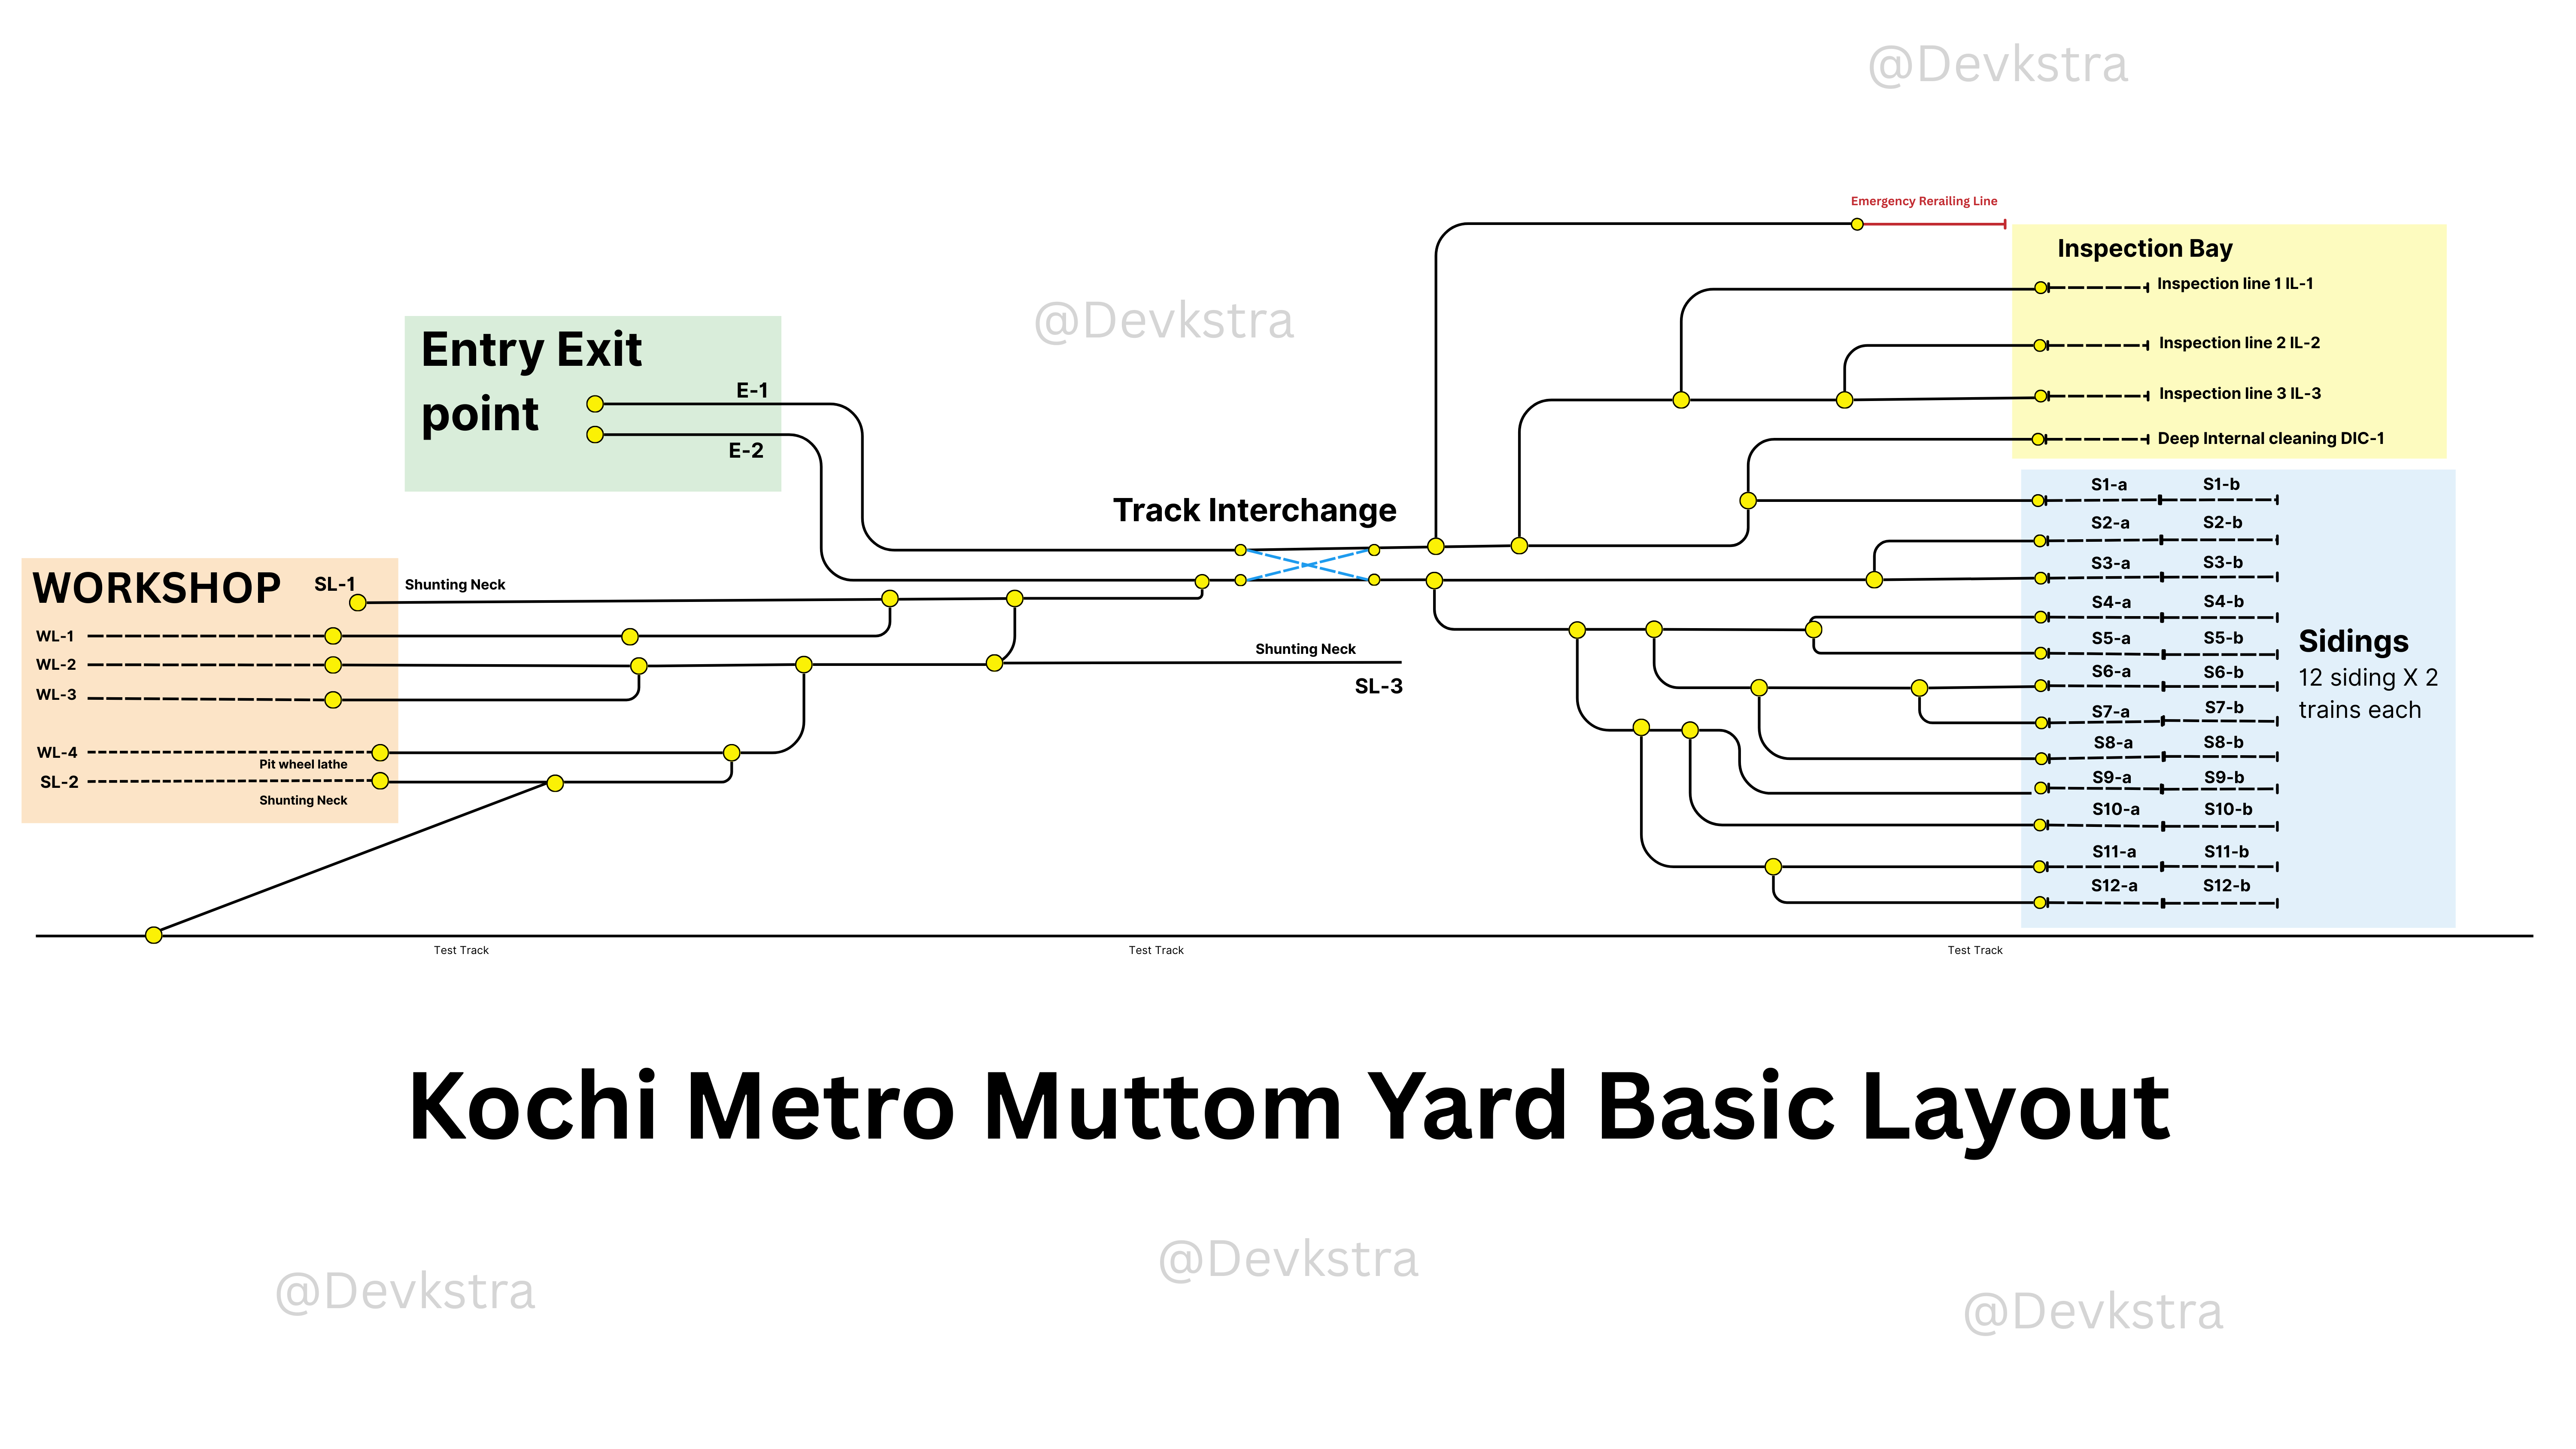 @Devkstra
Emergency Rerailing Line
Inspection Bay
Inspection line 1 IL-1
@Devkstra
Entry Exit
point
E-1
E-2
Inspection line 2 IL-2
Inspection line 3 IL-3
Deep Internal cleaning DIC-1
Track Interchange
S1-a S1-b
S2-a S2-b
S3-a S3-b
S4-a S4-b
S5-a S5-b
S6-a S6-b
S7-a S7-b
S8-a S8-b
S9-a S9-b
S10-a S10-b
S11-a S11-b
S12-a S12-b
Sidings
12 siding X 2
trains each
WORKSHOP
SL-1
Shunting Neck
WL-1
WL-2
WL-3
WL-4
Pit wheel lathe
SL-2
Shunting Neck
Shunting Neck
SL-3
Test Track
Test Track
Test Track
Kochi Metro Muttom Yard Basic Layout
@Devkstra
@Devkstra
@Devkstra